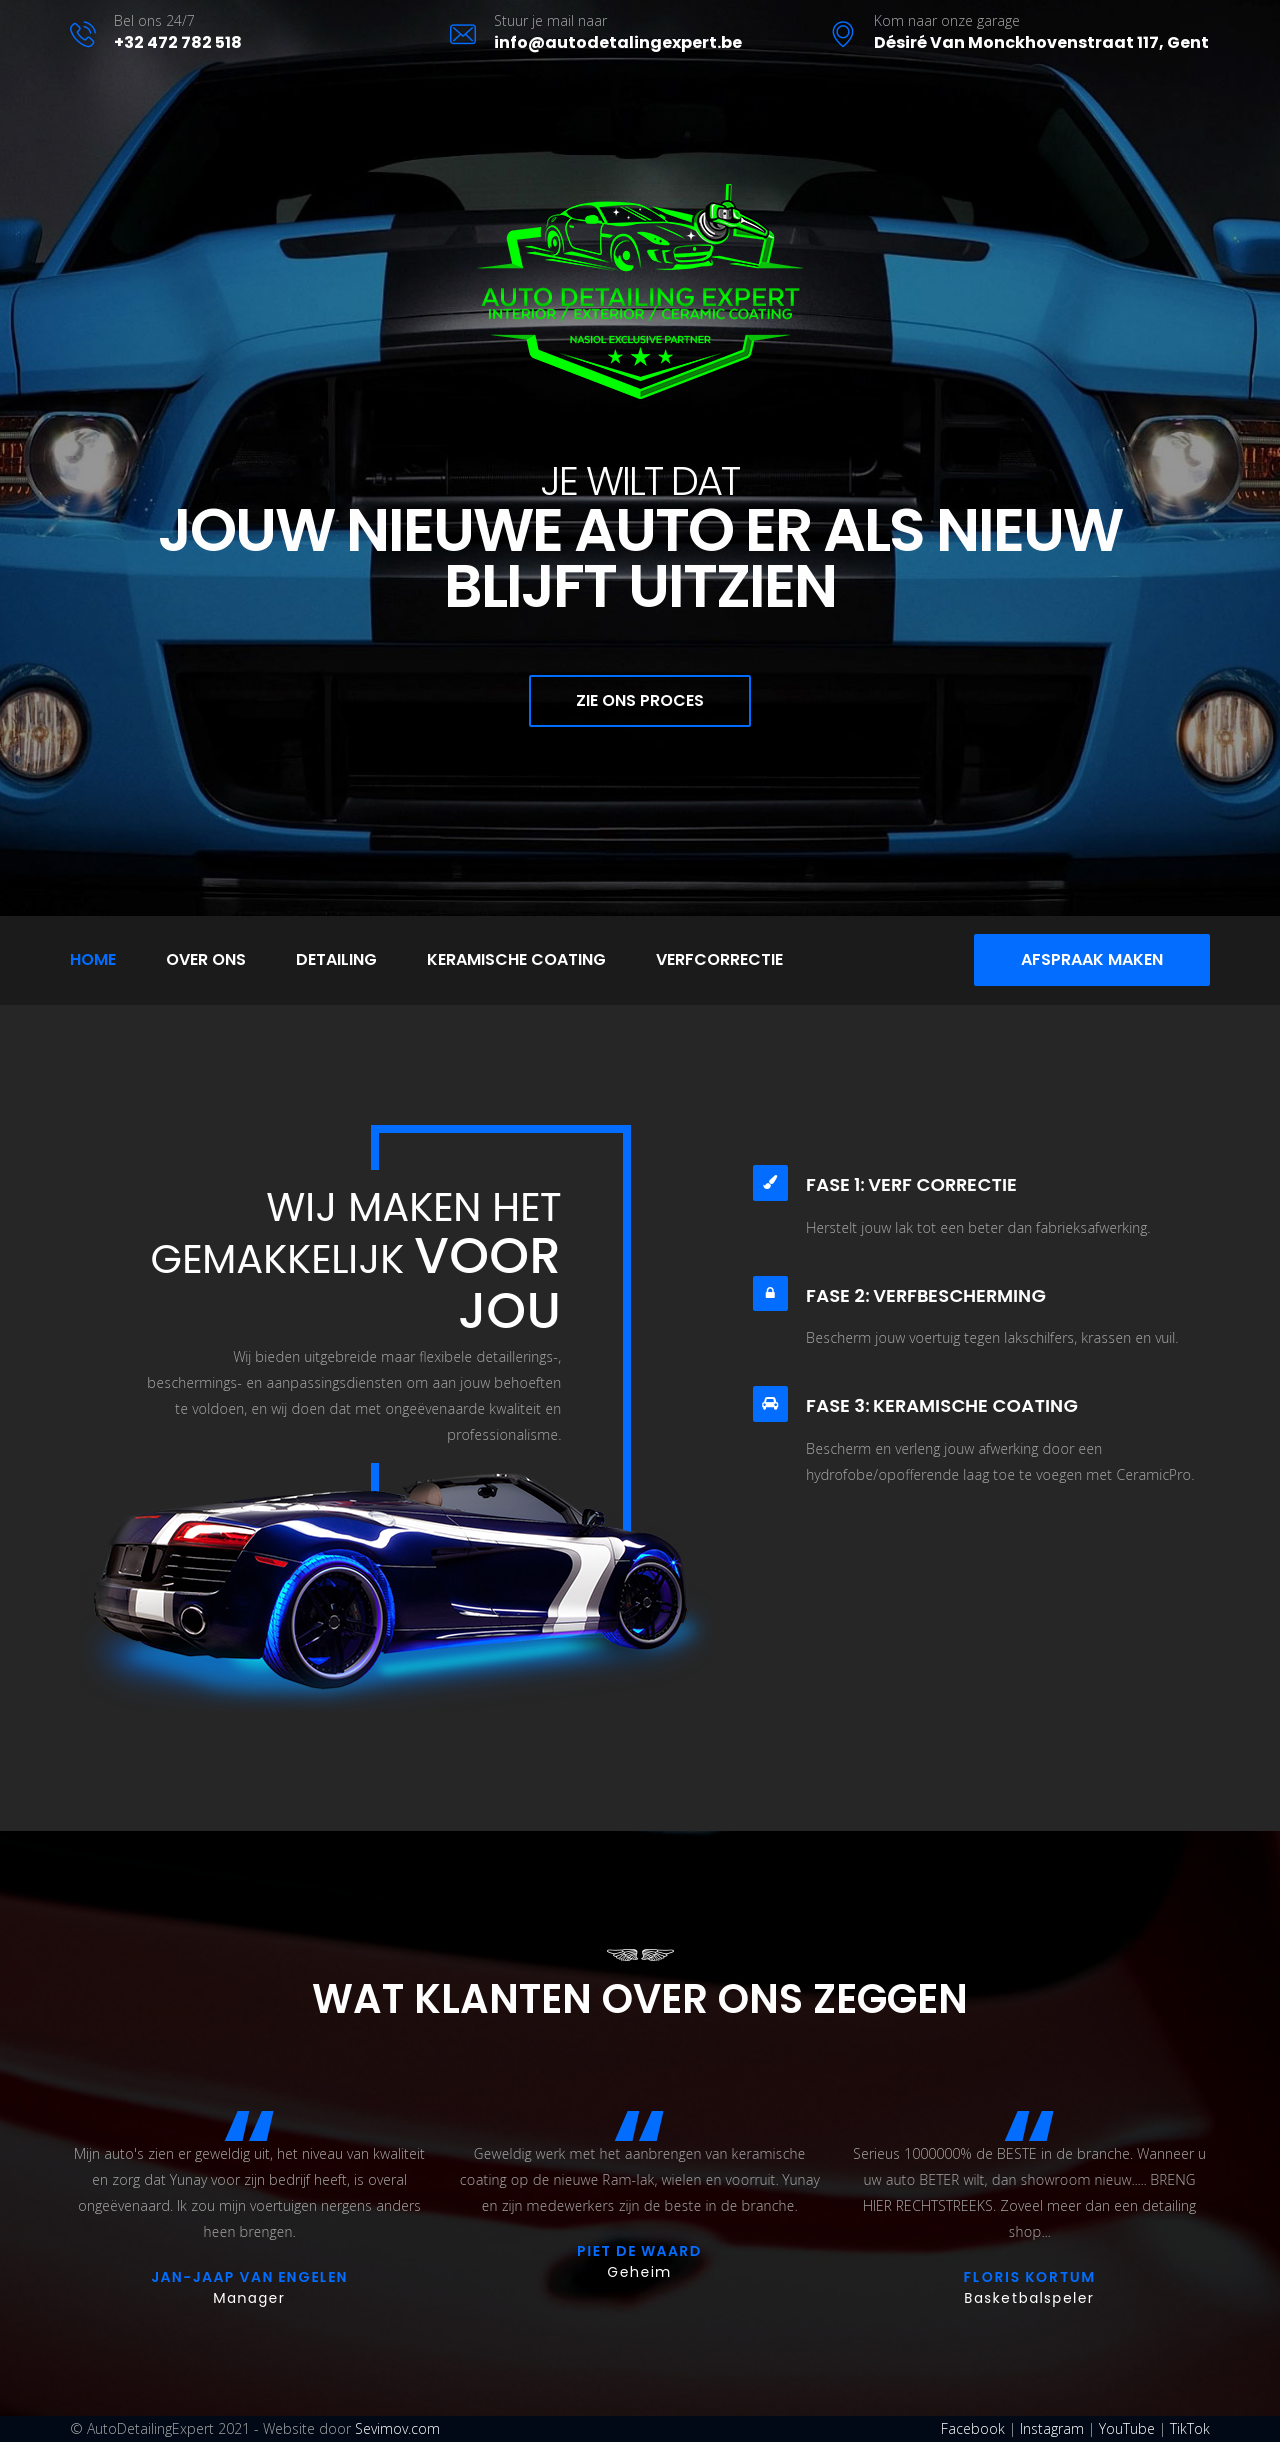 Bel ons 24/7
+32 472 782 518
Stuur je mail naar
info@autodetalingexpert.be
Kom naar onze garage
Désiré Van Monckhovenstraat 117, Gent
AUTO DETAILING EXPERT
INTERIOR / EXTERIOR / CERAMIC COATING
NASIOL EXCLUSIVE PARTNER
JE WILT DAT
JOUW NIEUWE AUTO ER ALS NIEUW
BLIJFT UITZIEN
ZIE ONS PROCES
HOME
OVER ONS
DETAILING
KERAMISCHE COATING
VERFCORRECTIE
AFSPRAAK MAKEN
WIJ MAKEN HET
GEMAKKELIJK VOOR
JOU
Wij bieden uitgebreide maar flexibele detaillerings-,
beschermings- en aanpassingsdiensten om aan jouw behoeften
te voldoen, en wij doen dat met ongeëvenaarde kwaliteit en
professionalisme.
FASE 1: VERF CORRECTIE
Herstelt jouw lak tot een beter dan fabrieksafwerking.
FASE 2: VERFBESCHERMING
Bescherm jouw voertuig tegen lakschilfers, krassen en vuil.
FASE 3: KERAMISCHE COATING
Bescherm en verleng jouw afwerking door een
hydrofobe/opofferende laag toe te voegen met CeramicPro.
WAT KLANTEN OVER ONS ZEGGEN
Mijn auto's zien er geweldig uit, het niveau van kwaliteit
en zorg dat Yunay voor zijn bedrijf heeft, is overal
ongeëvenaard. Ik zou mijn voertuigen nergens anders
heen brengen.
JAN-JAAP VAN ENGELEN
Manager
Geweldig werk met het aanbrengen van keramische
coating op de nieuwe Ram-lak, wielen en voorruit. Yunay
en zijn medewerkers zijn de beste in de branche.
PIET DE WAARD
Geheim
Serieus 1000000% de BESTE in de branche. Wanneer u
uw auto BETER wilt, dan showroom nieuw..... BRENG
HIER RECHTSTREEKS. Zoveel meer dan een detailing
shop...
FLORIS KORTUM
Basketbalspeler
© AutoDetailingExpert 2021 - Website door Sevimov.com
Facebook | Instagram | YouTube | TikTok